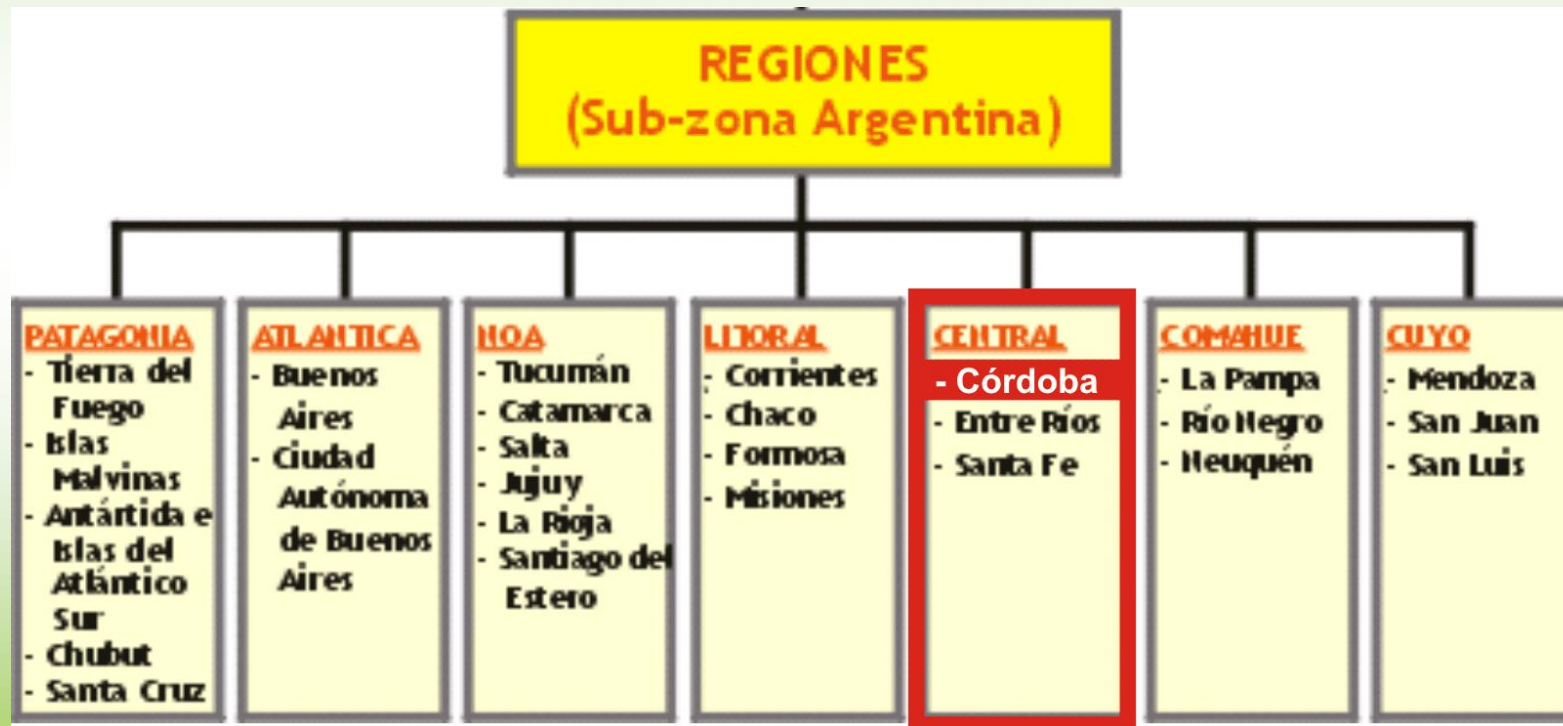 REGIONES
(Sub-zona Argentina)
PATAGONIA
- Tierra del
Fuego
- Islas
Malvinas
- Antártida e
Islas del
Atlántico
Sur
- Chubut
- Santa Cruz
ATLANTICA
- Buenos
Aires
- Ciudad
Autónoma
de Buenos
Aires
NOA
- Tucumán
- Catamarca
- Salta
- Jujuy
- La Rioja
- Santiago del
Estero
LITORAL
- Corrientes
- Chaco
- Formosa
- Misiones
CENTRAL
- Córdoba
- Entre Ríos
- Santa Fe
COMAHUE
- La Pampa
- Río Negro
- Neuquén
CUYO
- Mendoza
- San Juan
- San Luis